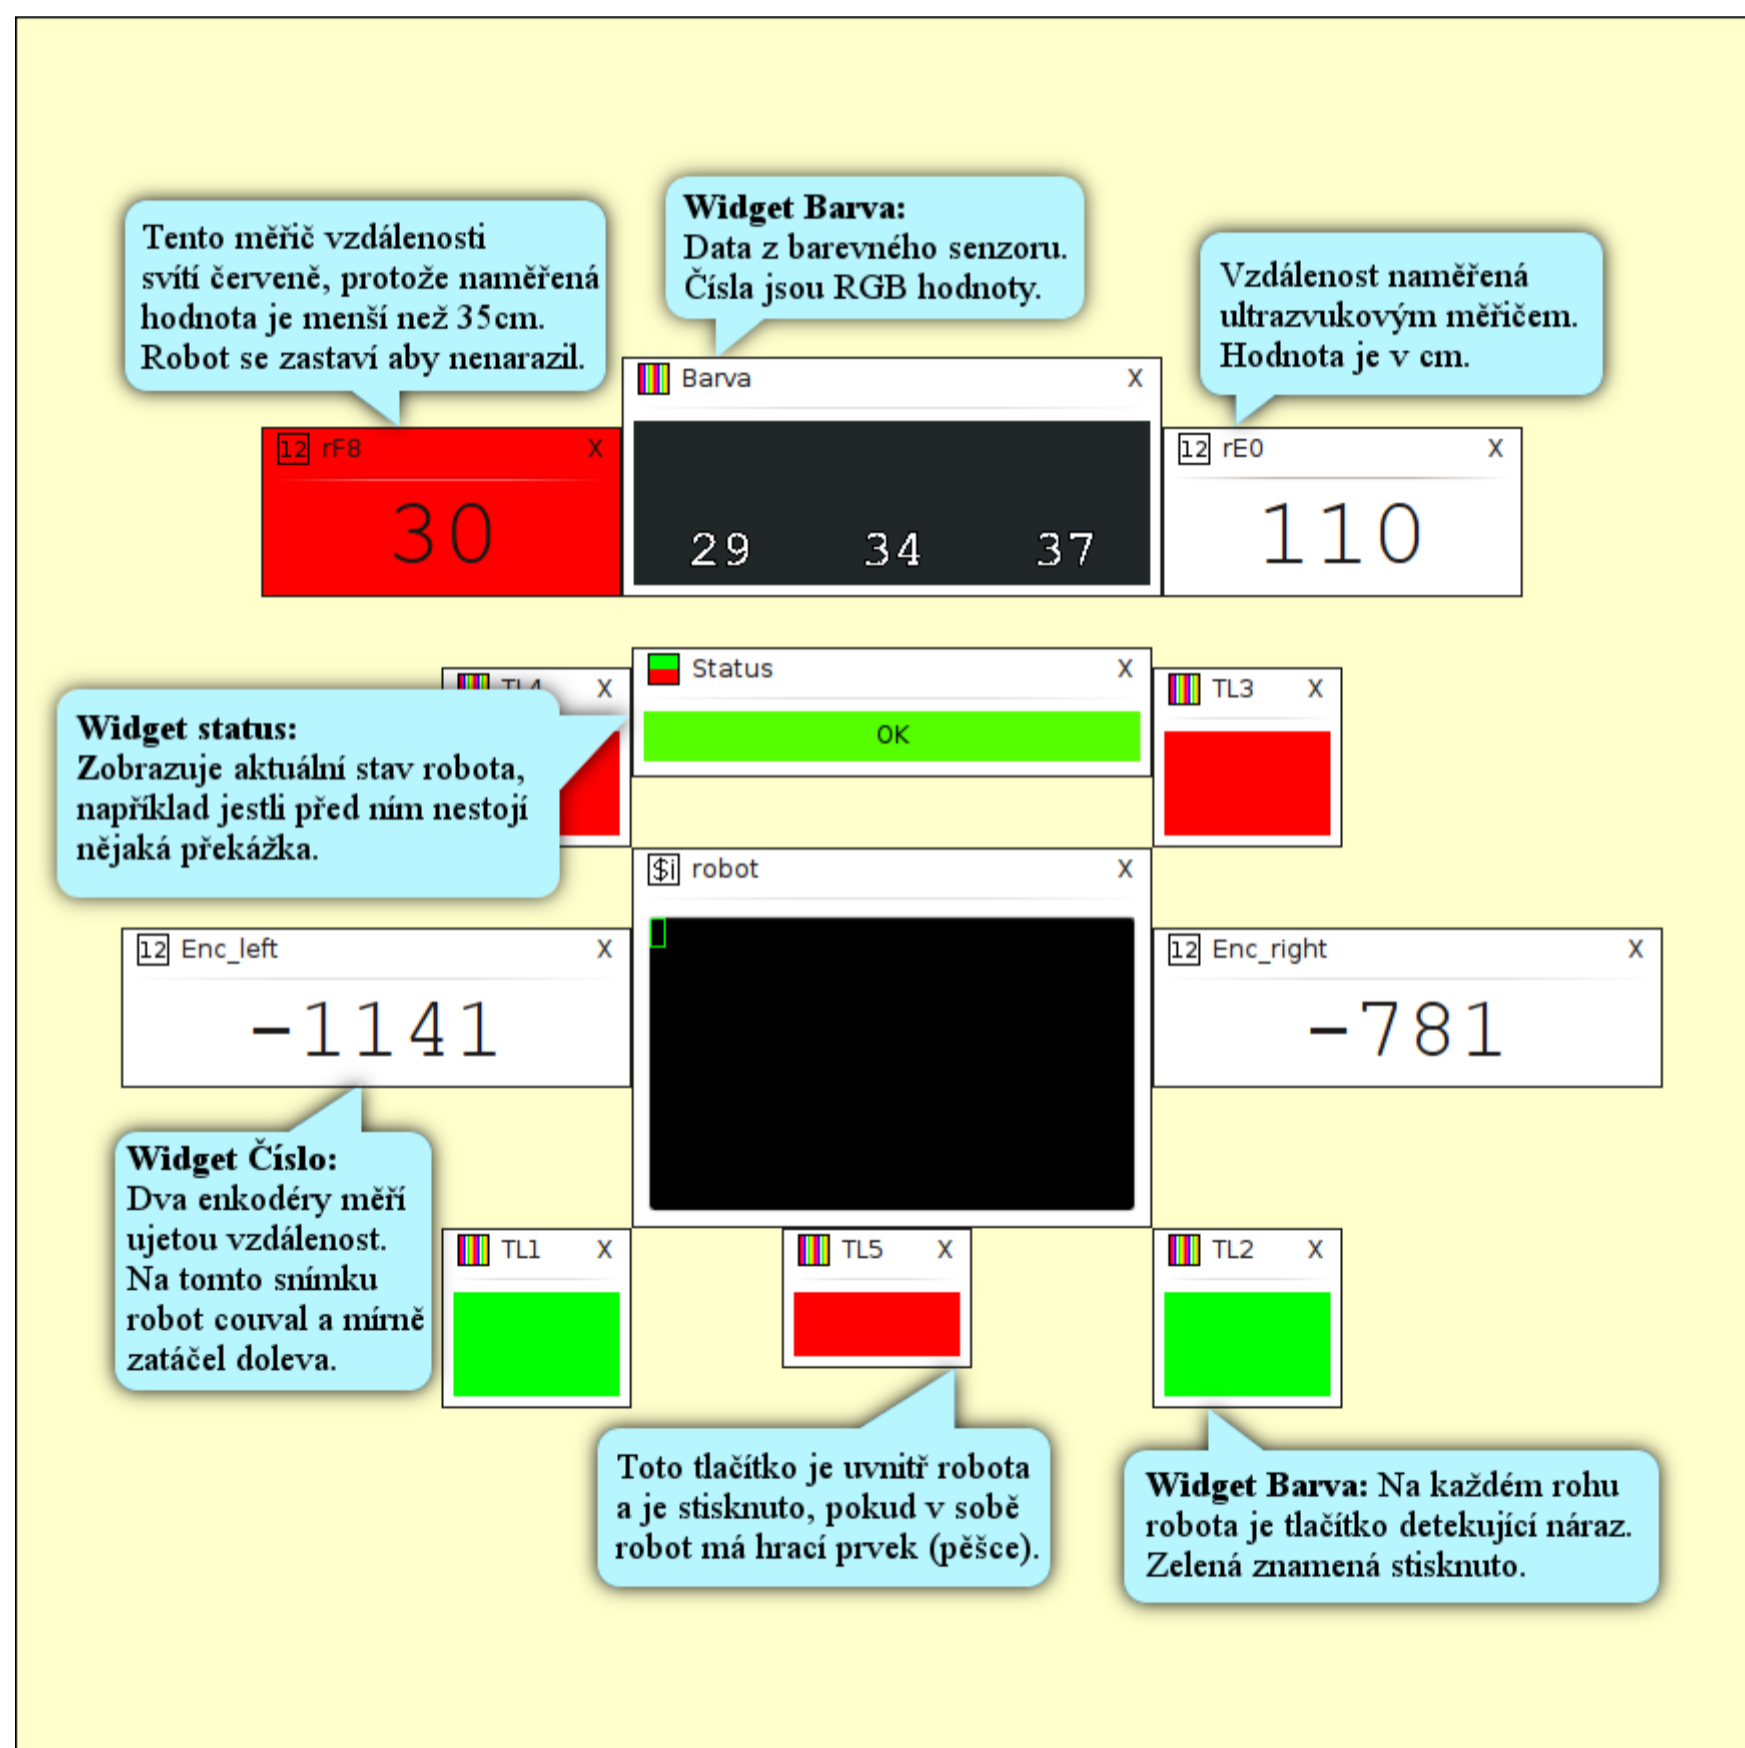 Tento měřič vzdálenosti
svítí červeně, protože naměřená
hodnota je menší než 35cm.
Robot se zastaví aby nenarazil.
Widget Barva:
Data z barevného senzoru.
Čísla jsou RGB hodnoty.
Vzdálenost naměřená
ultrazvukovým měřičem.
Hodnota je v cm.
12 rF8 X
30
Barva X
29 34 37
12 rE0 X
110
TL4 X
Status X
OK
TL3 X
Widget status:
Zobrazuje aktuální stav robota,
například jestli před ním nestojí
nějaká překážka.
$i robot X
12 Enc_left X
-1141
12 Enc_right X
-781
Widget Číslo:
Dva enkodéry měří
ujetou vzdálenost.
Na tomto snímku
robot couval a mírně
zatáčel doleva.
TL1 X
TL5 X
TL2 X
Toto tlačítko je uvnitř robota
a je stisknuto, pokud v sobě
robot má hrací prvek (pěšce).
Widget Barva: Na každém rohu
robota je tlačítko detekující náraz.
Zelená znamená stisknuto.